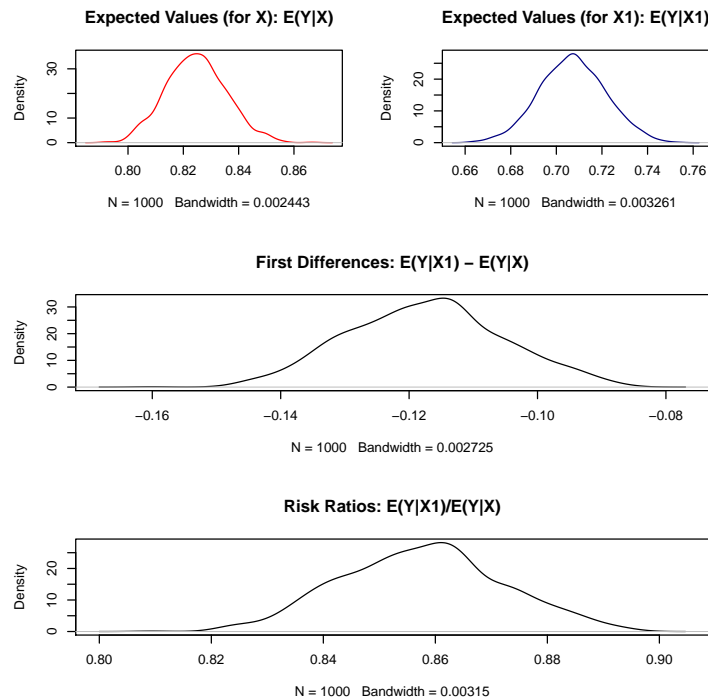 Expected Values (for X): E(Y|X)
Density
0 10 30
0.80 0.82 0.84 0.86
N = 1000 Bandwidth = 0.002443
Expected Values (for X1): E(Y|X1)
Density
0 10 20
0.66 0.68 0.70 0.72 0.74 0.76
N = 1000 Bandwidth = 0.003261
First Differences: E(Y|X1) − E(Y|X)
Density
0 10 20 30
−0.16 −0.14 −0.12 −0.10 −0.08
N = 1000 Bandwidth = 0.002725
Risk Ratios: E(Y|X1)/E(Y|X)
Density
0 10 20
0.80 0.82 0.84 0.86 0.88 0.90
N = 1000 Bandwidth = 0.00315